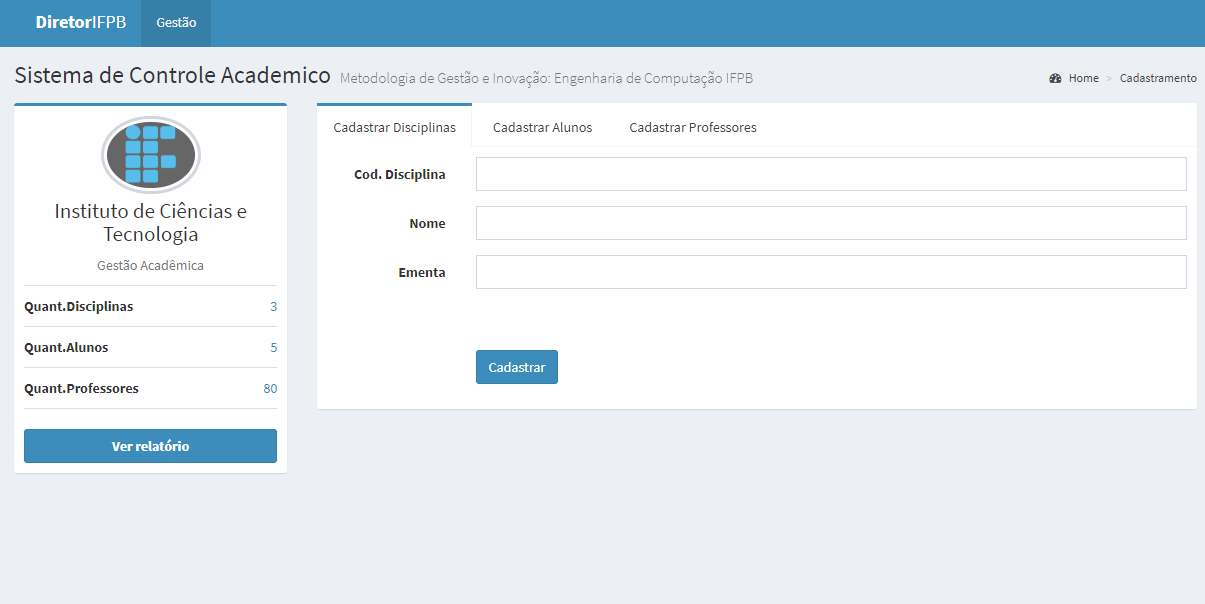 DiretorIFPB Gestão
Sistema de Controle Academico Metodologia de Gestão e Inovação: Engenharia de Computação IFPB
Home > Cadastramento
Instituto de Ciências e
Tecnologia
Gestão Acadêmica
Quant.Disciplinas 3
Quant.Alunos 5
Quant.Professores 80
Ver relatório
Cadastrar Disciplinas Cadastrar Alunos Cadastrar Professores
Cod. Disciplina
Nome
Ementa
Cadastrar